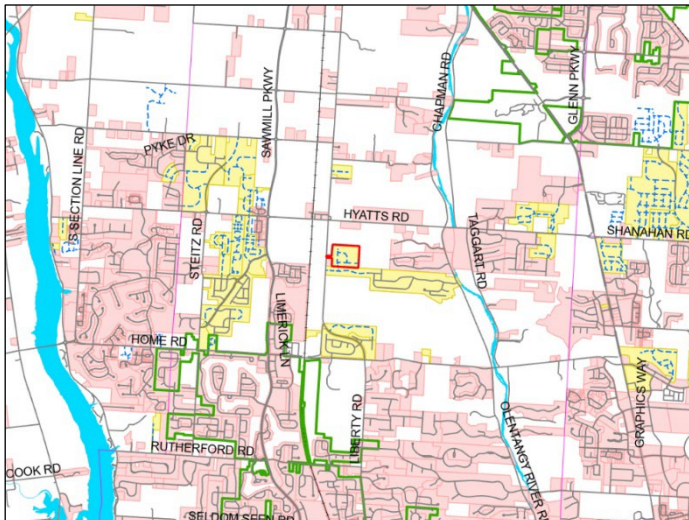 CHAPMAN RD
GLENN PKWY
SAWMILL PKWY
PYKE DR
S SECTION LINE RD
HYATTS RD
TAGGART RD
SHANAHAN RD
STEITZ RD
LIMERICK LN
HOME RD
GRAPHICS WAY
LIBERTY RD
OLENTANGY RIVER RD
RUTHERFORD RD
COOK RD
SELDOM SEEN RD